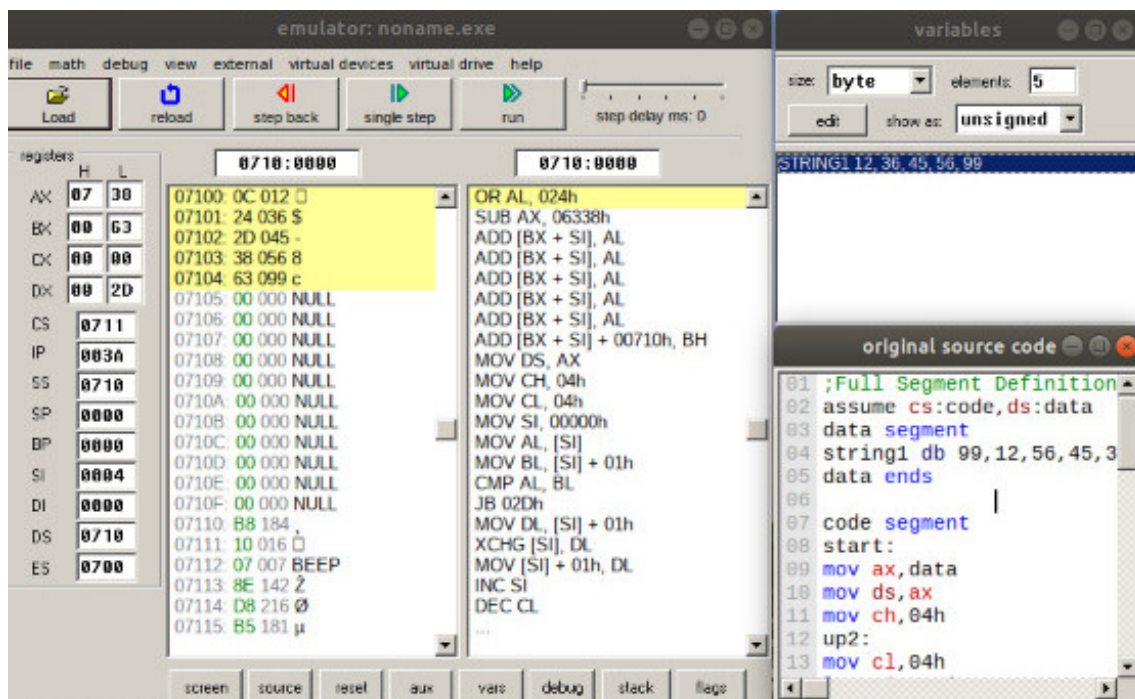 emulator: noname.exe
file math debug view external virtual devices virtual drive help
Load reload step back single step run step delay ms: 0
registers
H L
0710:0000 0710:0000
AX 07 38
BX 00 63
CX 00 00
DX 00 2D
CS 0711
IP 003A
SS 0710
SP 0000
BP 0000
SI 0004
DI 0000
DS 0710
ES 0700
07100: 0C 012
07101: 24 036 $
07102: 2D 045 -
07103: 38 056 8
07104: 63 099 c
07105: 00 000 NULL
07106: 00 000 NULL
07107: 00 000 NULL
07108: 00 000 NULL
07109: 00 000 NULL
0710A: 00 000 NULL
0710B: 00 000 NULL
0710C: 00 000 NULL
0710D: 00 000 NULL
0710E: 00 000 NULL
0710F: 00 000 NULL
07110: B8 184 ,
07111: 10 016
07112: 07 007 BEEP
07113: 8E 142 Ž
07114: D8 216 Ø
07115: B5 181 µ
OR AL, 024h
SUB AX, 06338h
ADD [BX + SI], AL
ADD [BX + SI], AL
ADD [BX + SI], AL
ADD [BX + SI], AL
ADD [BX + SI], AL
ADD [BX + SI] + 00710h, BH
MOV DS, AX
MOV CH, 04h
MOV CL, 04h
MOV SI, 00000h
MOV AL, [SI]
MOV BL, [SI] + 01h
CMP AL, BL
JB 02Dh
MOV DL, [SI] + 01h
XCHG [SI], DL
MOV [SI] + 01h, DL
INC SI
DEC CL
...
screen source reset aux vars debug stack flags
variables
size: byte elements: 5
edit show as: unsigned
STRING1 12, 36, 45, 56, 99
original source code
01 ;Full Segment Definition
02 assume cs:code,ds:data
03 data segment
04 string1 db 99,12,56,45,3
05 data ends
06
07 code segment
08 start:
09 mov ax,data
10 mov ds,ax
11 mov ch,04h
12 up2:
13 mov cl,04h